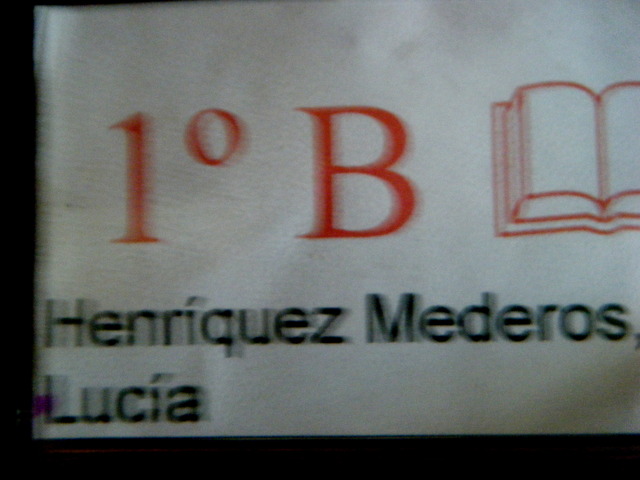 1º B
Henríquez Mederos,
Lucía